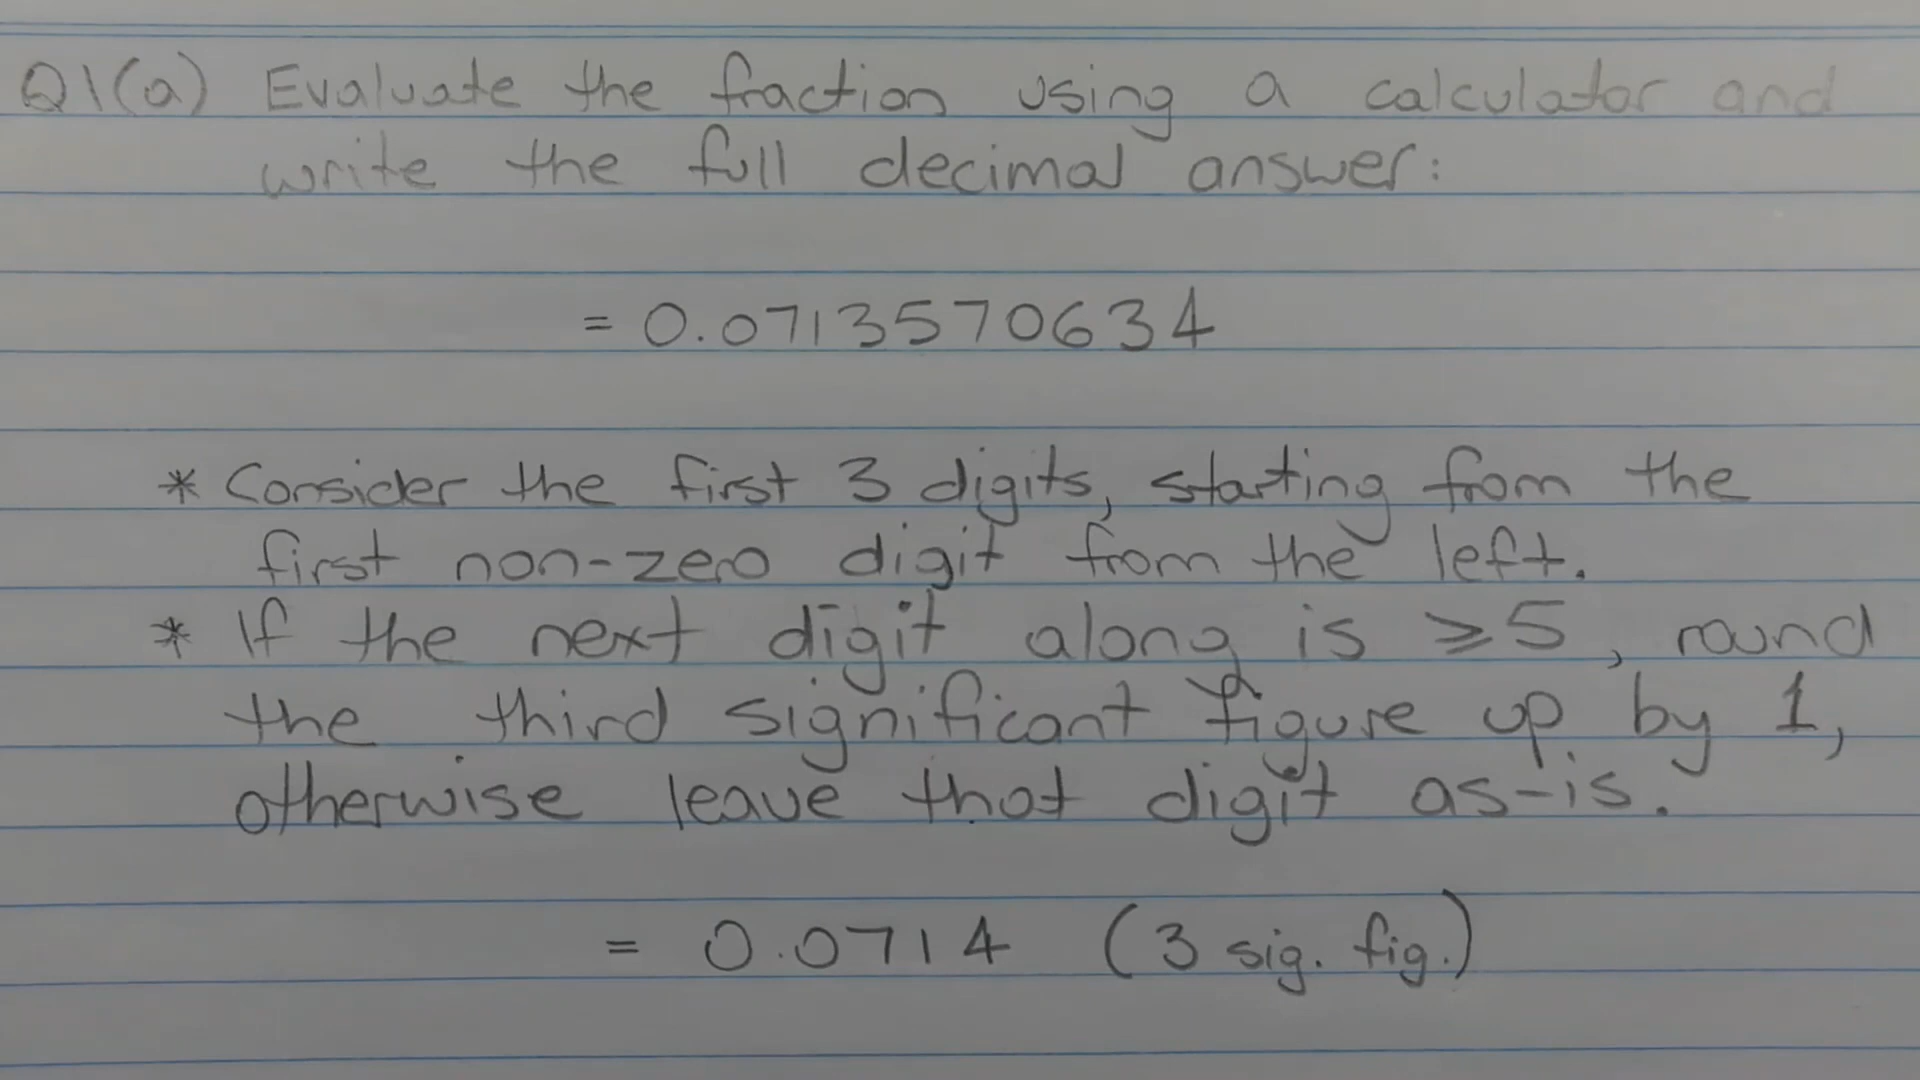 Q1(a) Evaluate the fraction using a calculator and
write the full decimal answer:
= 0.0713570634
* Consider the first 3 digits, starting from the
first non-zero digit from the left.
* If the next digit along is ⩾5, round
the third significant figure up by 1,
otherwise leave that digit as-is.
= 0.0714 (3 sig. fig.)